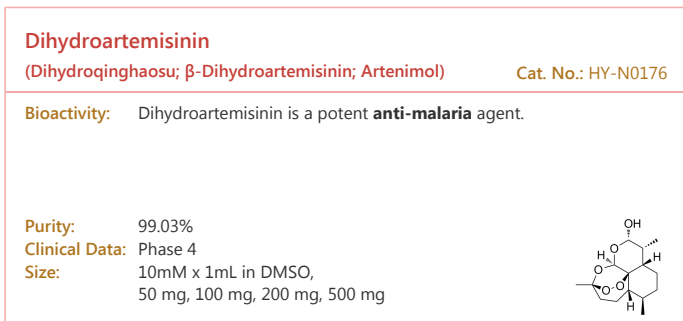 Dihydroartemisinin
(Dihydroqinghaosu; β-Dihydroartemisinin; Artenimol) Cat. No.: HY-N0176
Bioactivity: Dihydroartemisinin is a potent anti-malaria agent.
Purity: 99.03%
Clinical Data: Phase 4
Size: 10mM x 1mL in DMSO,
50 mg, 100 mg, 200 mg, 500 mg
OH
O
H
H
O
O
O
H